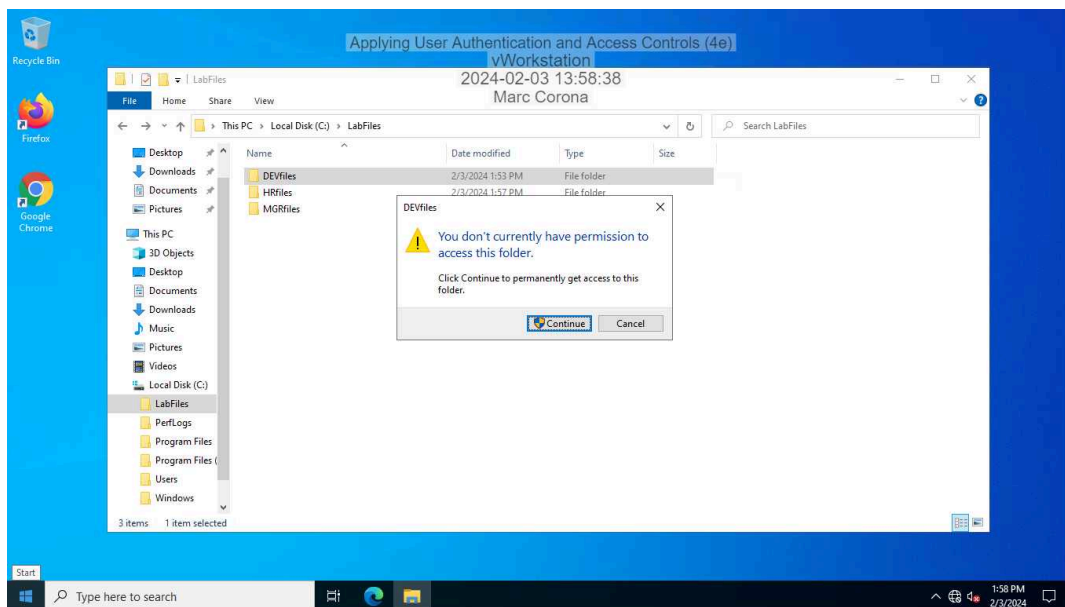 Recycle Bin
Firefox
Google
Chrome
Applying User Authentication and Access Controls (4e)
vWorkstation
2024-02-03 13:58:38
Marc Corona
LabFiles
File Home Share View
This PC > Local Disk (C:) > LabFiles
Search LabFiles
Name Date modified Type Size
Desktop
Downloads
Documents
Pictures
This PC
3D Objects
Desktop
Documents
Downloads
Music
Pictures
Videos
Local Disk (C:)
LabFiles
PerfLogs
Program Files
Program Files (
Users
Windows
DEVfiles 2/3/2024 1:53 PM File folder
HRfiles 2/3/2024 1:57 PM File folder
MGRfiles
DEVfiles
You don't currently have permission to
access this folder.
Click Continue to permanently get access to this
folder.
Continue Cancel
3 items 1 item selected
Start
Type here to search
1:58 PM
2/3/2024